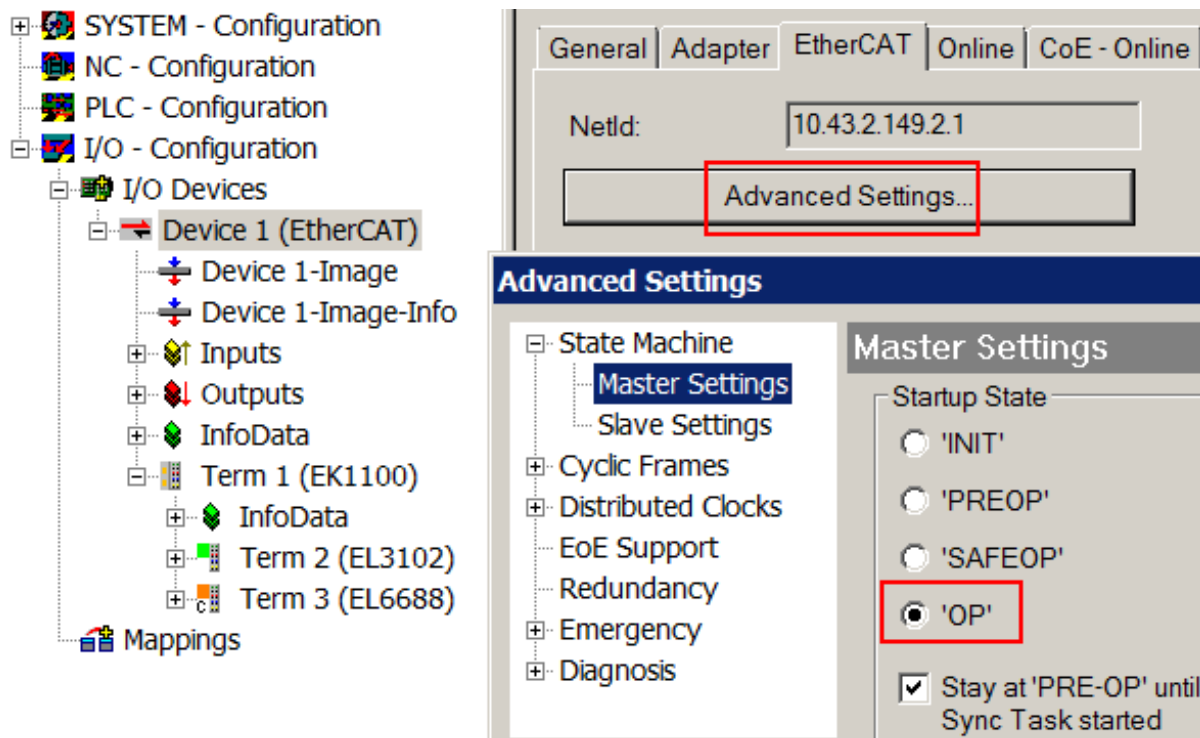 SYSTEM - Configuration
NC - Configuration
PLC - Configuration
I/O - Configuration
I/O Devices
Device 1 (EtherCAT)
Device 1-Image
Device 1-Image-Info
Inputs
Outputs
InfoData
Term 1 (EK1100)
InfoData
Term 2 (EL3102)
Term 3 (EL6688)
Mappings
General Adapter EtherCAT Online CoE - Online
NetId: 10.43.2.149.2.1
Advanced Settings...
Advanced Settings
State Machine
Master Settings
Slave Settings
Cyclic Frames
Distributed Clocks
EoE Support
Redundancy
Emergency
Diagnosis
Master Settings
Startup State
'INIT'
'PREOP'
'SAFEOP'
'OP'
Stay at 'PRE-OP' until
Sync Task started